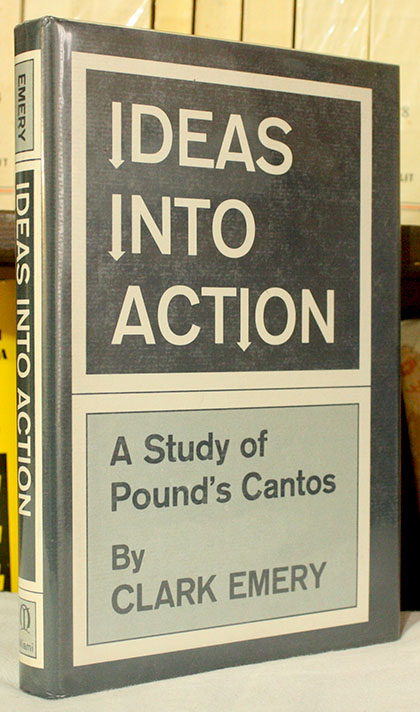 IDEAS
INTO
ACTION
A Study of
Pound's Cantos
By
CLARK EMERY
EMERY
IDEAS INTO ACTION